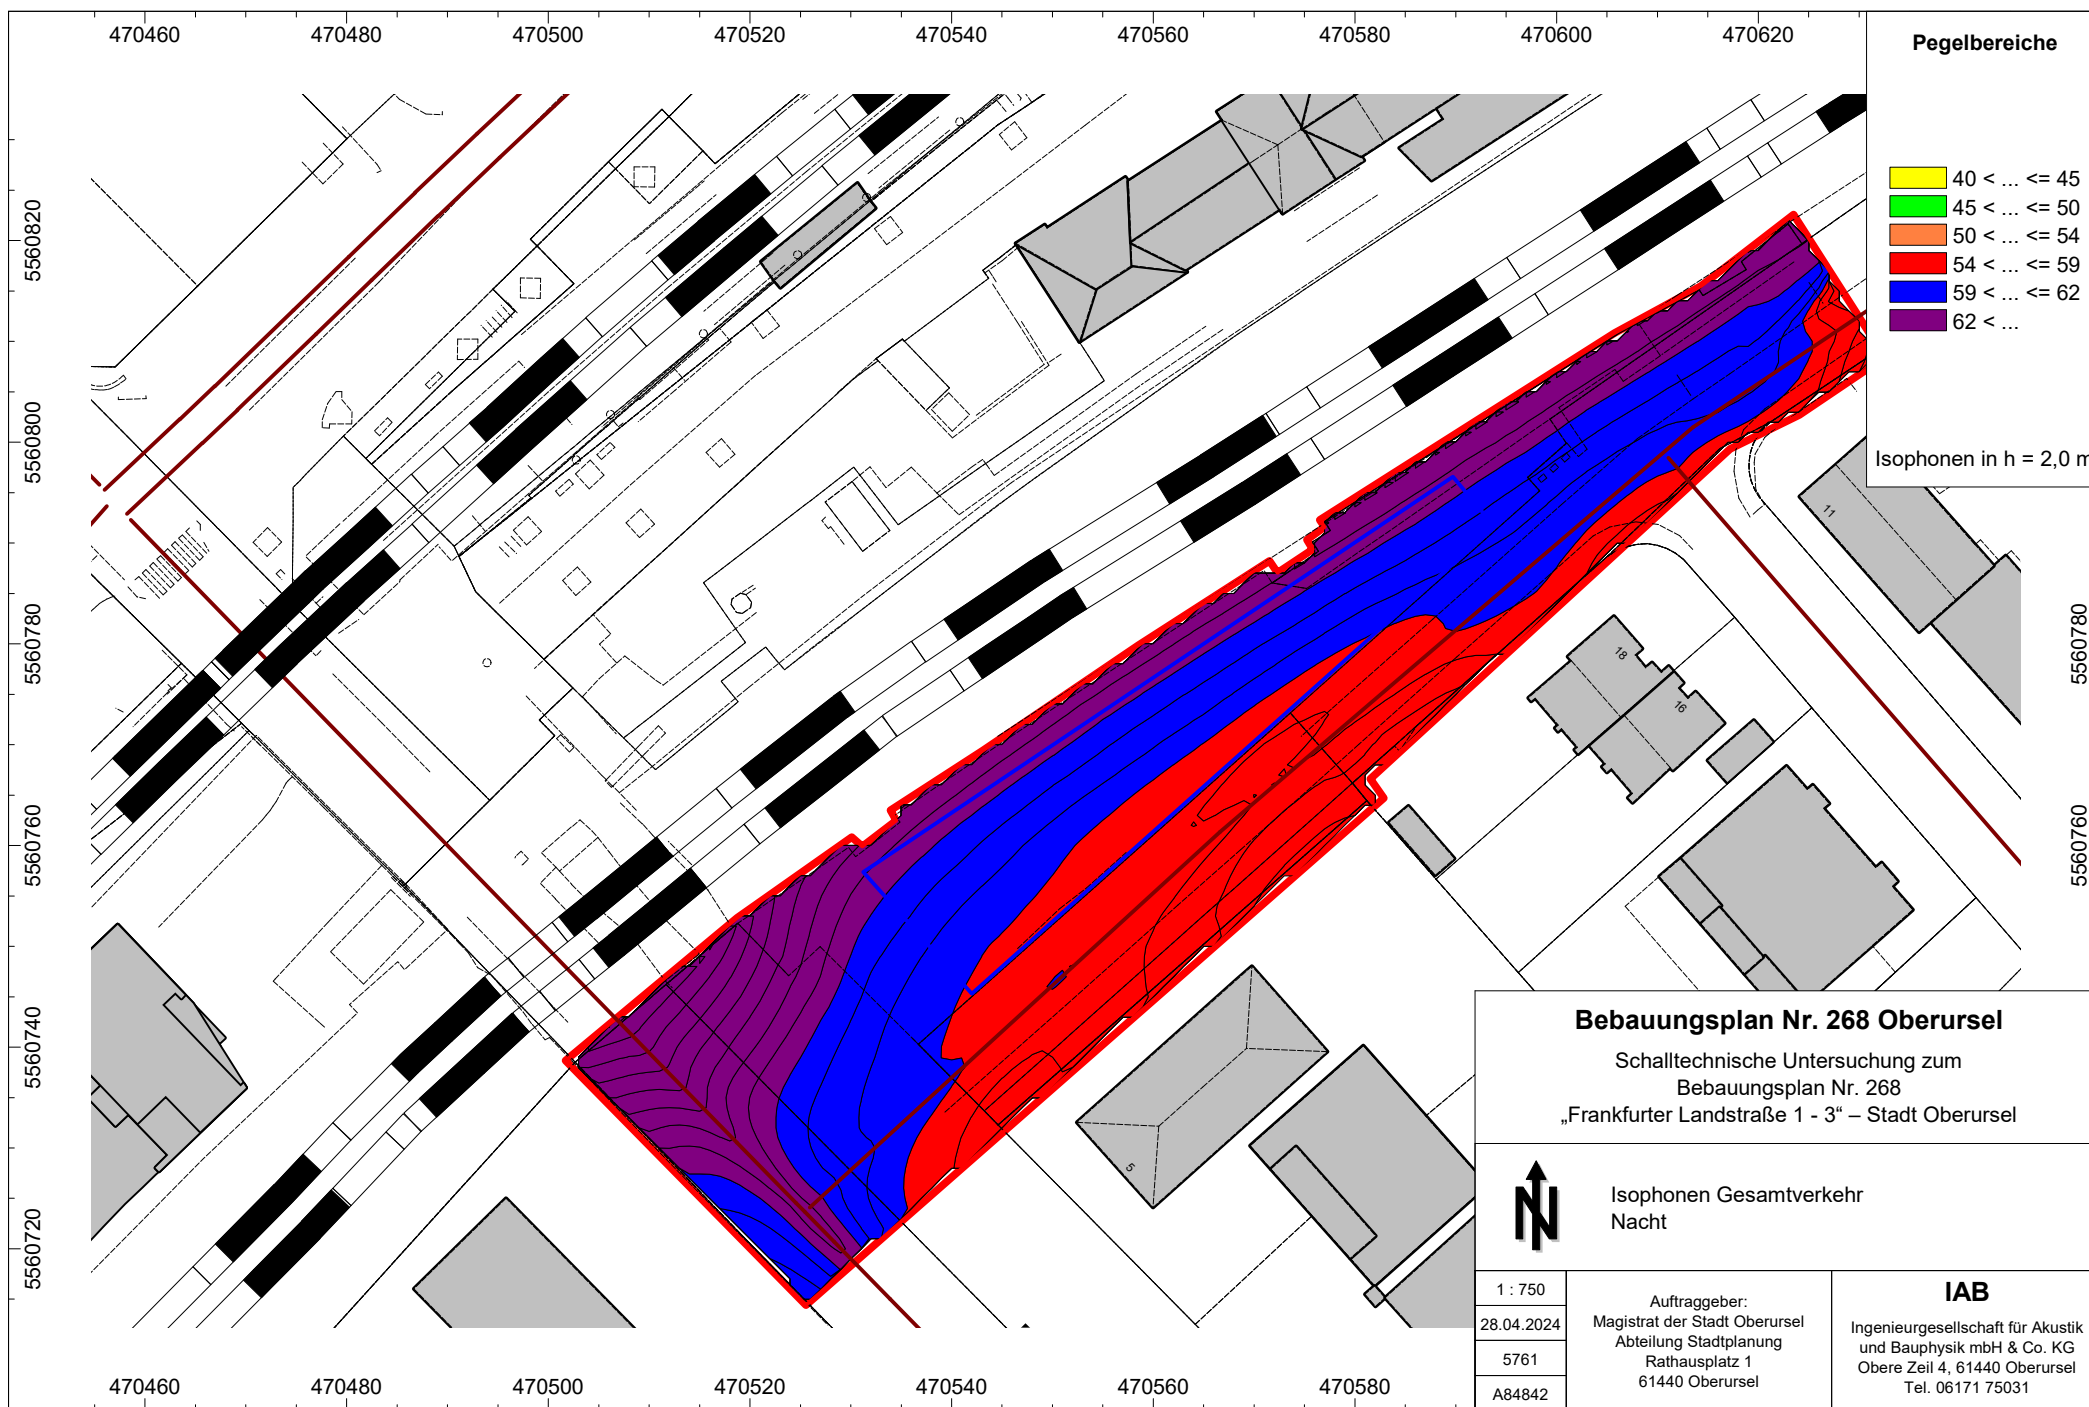 470460 470480 470500 470520 470540 470560 470580 470600 470620
Pegelbereiche
40 < ... <= 45
45 < ... <= 50
50 < ... <= 54
54 < ... <= 59
59 < ... <= 62
62 < ...
Isophonen in h = 2,0 m
5560820
5560800
5560780
5560760
5560740
5560720
5560780
5560760
11
18
16
5
Bebauungsplan Nr. 268 Oberursel
Schalltechnische Untersuchung zum
Bebauungsplan Nr. 268
„Frankfurter Landstraße 1 - 3“ – Stadt Oberursel
N
Isophonen Gesamtverkehr
Nacht
1 : 750
28.04.2024
5761
A84842
Auftraggeber:
Magistrat der Stadt Oberursel
Abteilung Stadtplanung
Rathausplatz 1
61440 Oberursel
IAB
Ingenieurgesellschaft für Akustik
und Bauphysik mbH & Co. KG
Obere Zeil 4, 61440 Oberursel
Tel. 06171 75031
470460 470480 470500 470520 470540 470560 470580